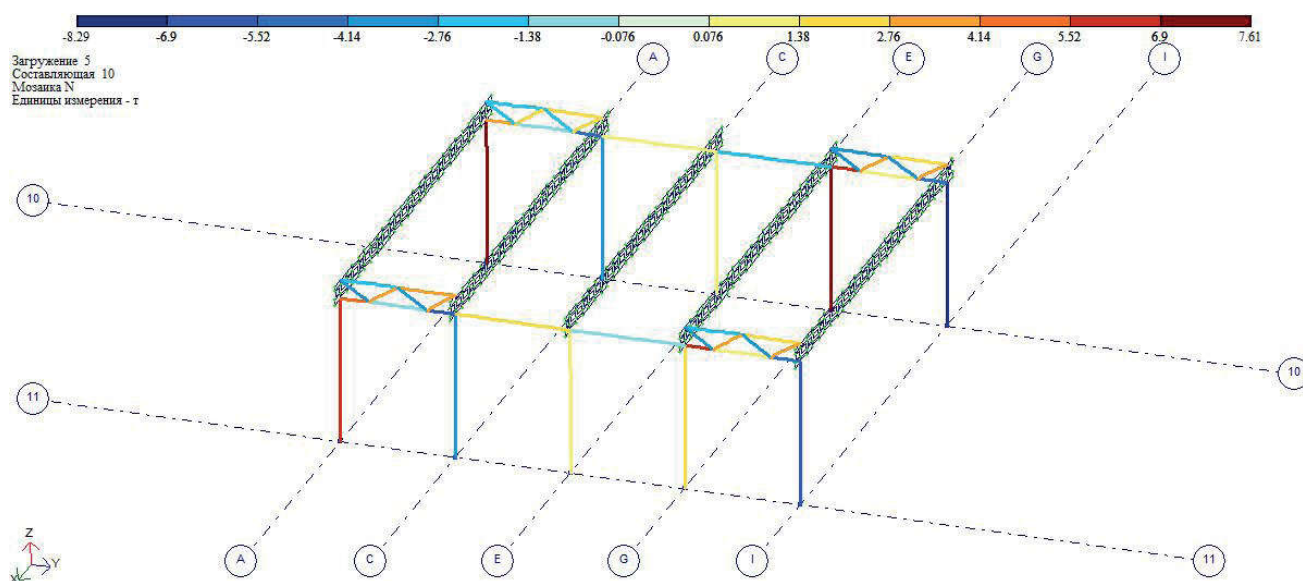 -8.29 -6.9 -5.52 -4.14 -2.76 -1.38 -0.076 0.076 1.38 2.76 4.14 5.52 6.9 7.61
Загружение 5
Составляющая 10
Мозаика N
Единицы измерения - т
A C E G I
10
10
11
11
A C E G I
Z
Y
X